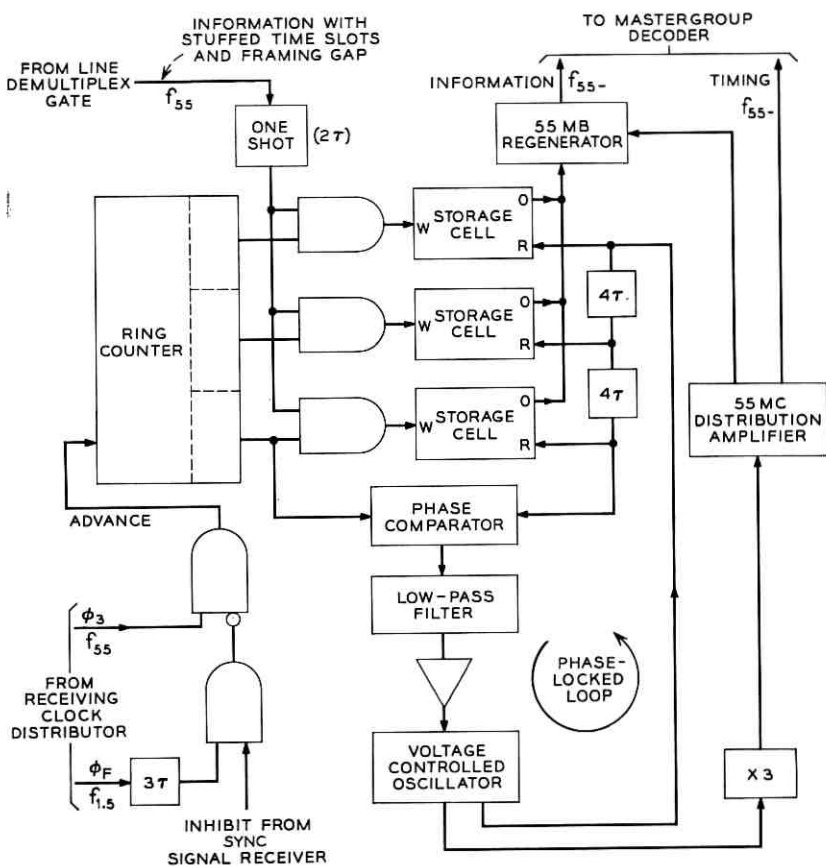 INFORMATION WITH
STUFFED TIME SLOTS
AND FRAMING GAP
TO MASTERGROUP
DECODER
FROM LINE
DEMULTIPLEX
GATE
f55
INFORMATION
f55-
TIMING
f55-
ONE
SHOT
(2τ)
55 MB
REGENERATOR
RING
COUNTER
W
STORAGE
CELL
O
R
4τ
W
STORAGE
CELL
O
R
4τ
W
STORAGE
CELL
O
R
55 MC
DISTRIBUTION
AMPLIFIER
ADVANCE
PHASE
COMPARATOR
LOW-PASS
FILTER
PHASE-
LOCKED
LOOP
ϕ3
f55
FROM
RECEIVING
CLOCK
DISTRIBUTOR
ϕF
f1.5
3τ
VOLTAGE
CONTROLLED
OSCILLATOR
X 3
INHIBIT FROM
SYNC
SIGNAL RECEIVER